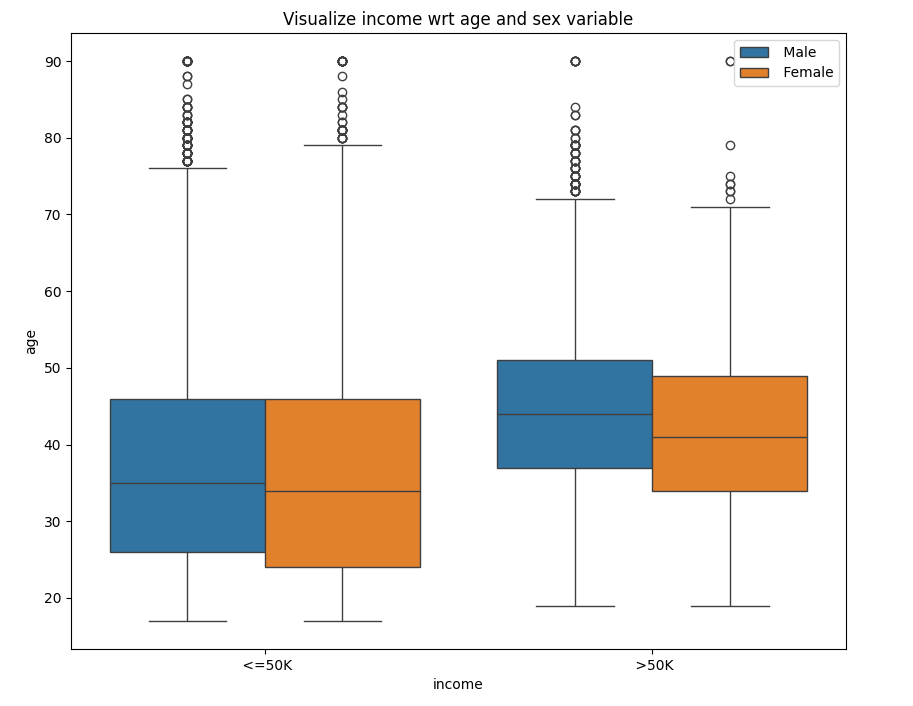 Visualize income wrt age and sex variable
Male
Female
90
80
70
60
50
40
30
20
age
<=50K
>50K
income